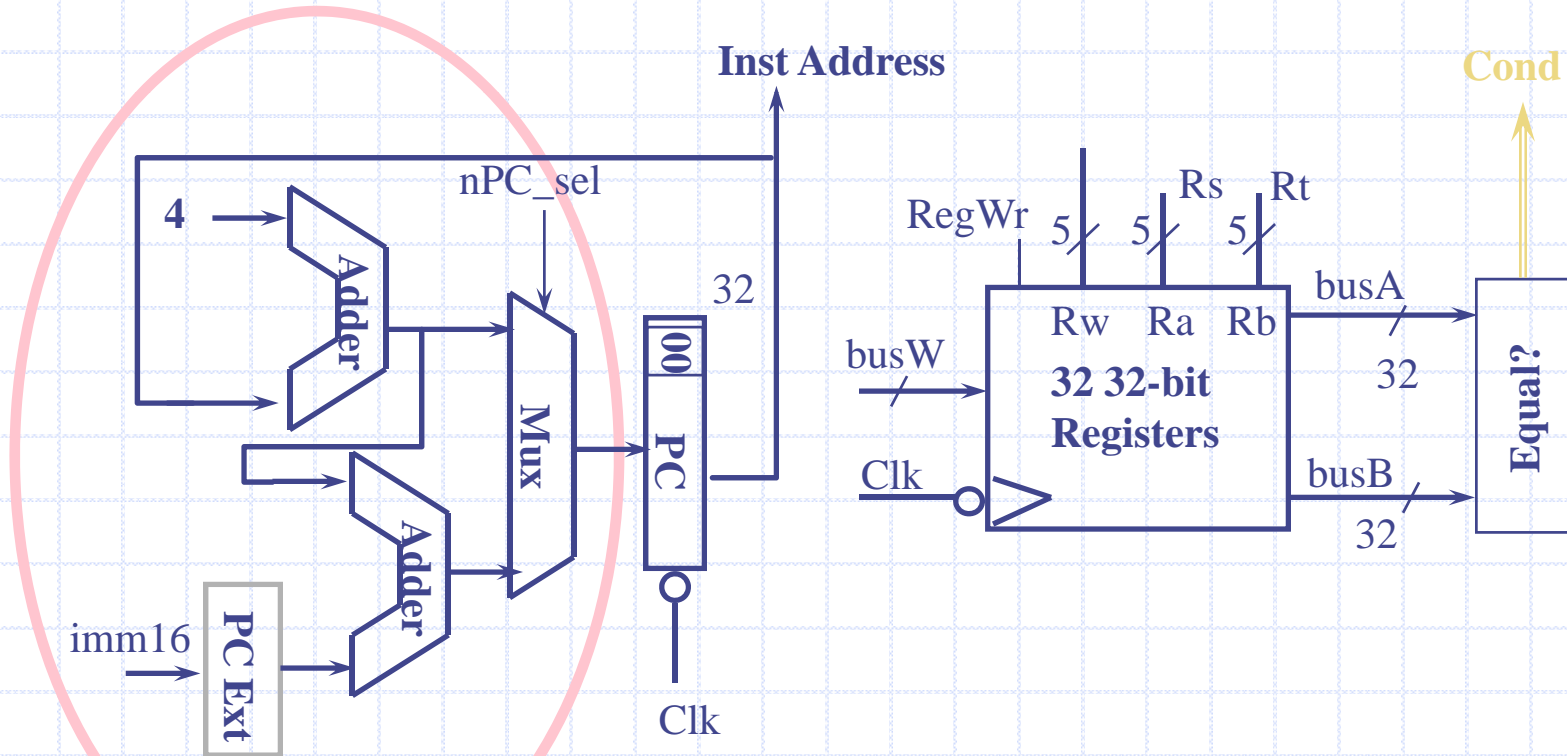 Inst Address
Cond
nPC_sel
4
Adder
RegWr
5
5
Rs
5
Rt
32
00
PC
Mux
busW
Rw Ra Rb
32 32-bit
Registers
Clk
busA
32
busB
32
Equal?
Adder
imm16
PC Ext
Clk